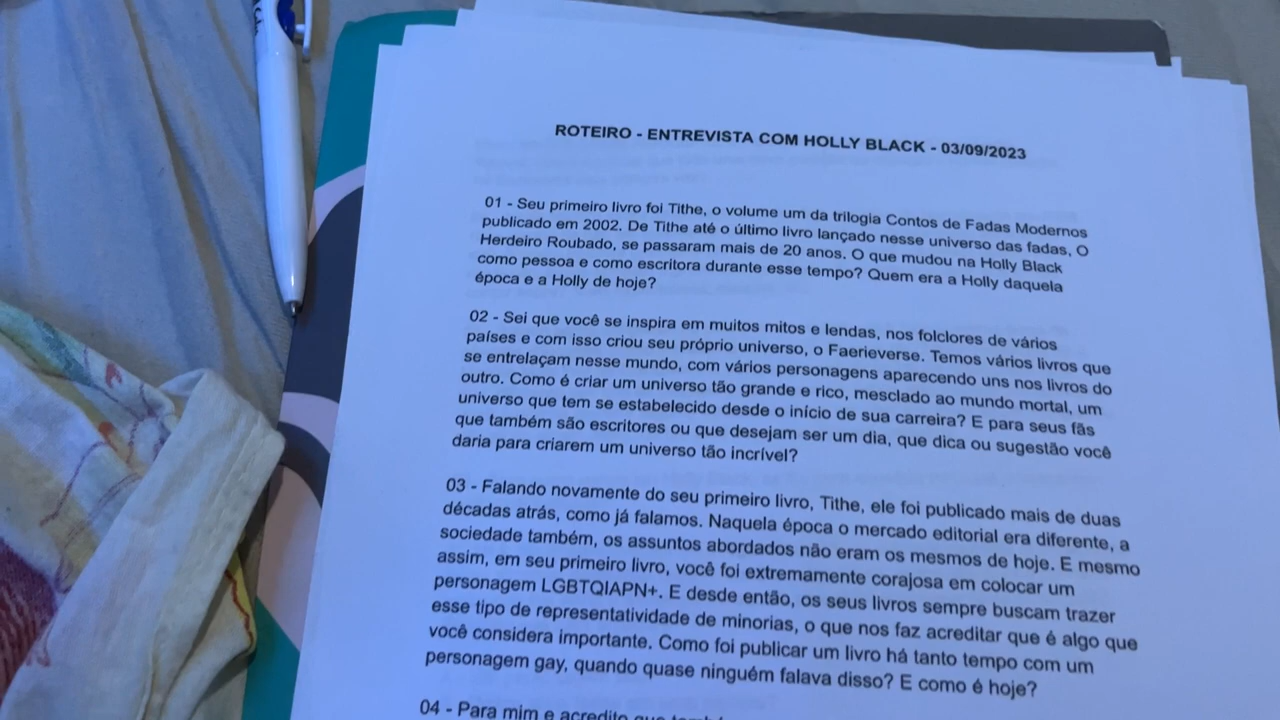 ROTEIRO - ENTREVISTA COM HOLLY BLACK - 03/09/2023
01 - Seu primeiro livro foi Tithe, o volume um da trilogia Contos de Fadas Modernos
publicado em 2002. De Tithe até o último livro lançado nesse universo das fadas, O
Herdeiro Roubado, se passaram mais de 20 anos. O que mudou na Holly Black
como pessoa e como escritora durante esse tempo? Quem era a Holly daquela
época e a Holly de hoje?
02 - Sei que você se inspira em muitos mitos e lendas, nos folclores de vários
países e com isso criou seu próprio universo, o Faerieverse. Temos vários livros que
se entrelaçam nesse mundo, com vários personagens aparecendo uns nos livros do
outro. Como é criar um universo tão grande e rico, mesclado ao mundo mortal, um
universo que tem se estabelecido desde o início de sua carreira? E para seus fãs
que também são escritores ou que desejam ser um dia, que dica ou sugestão você
daria para criarem um universo tão incrível?
03 - Falando novamente do seu primeiro livro, Tithe, ele foi publicado mais de duas
décadas atrás, como já falamos. Naquela época o mercado editorial era diferente, a
sociedade também, os assuntos abordados não eram os mesmos de hoje. E mesmo
assim, em seu primeiro livro, você foi extremamente corajosa em colocar um
personagem LGBTQIAPN+. E desde então, os seus livros sempre buscam trazer
esse tipo de representatividade de minorias, o que nos faz acreditar que é algo que
você considera importante. Como foi publicar um livro há tanto tempo com um
personagem gay, quando quase ninguém falava disso? E como é hoje?
04 - Para mim e acredito que